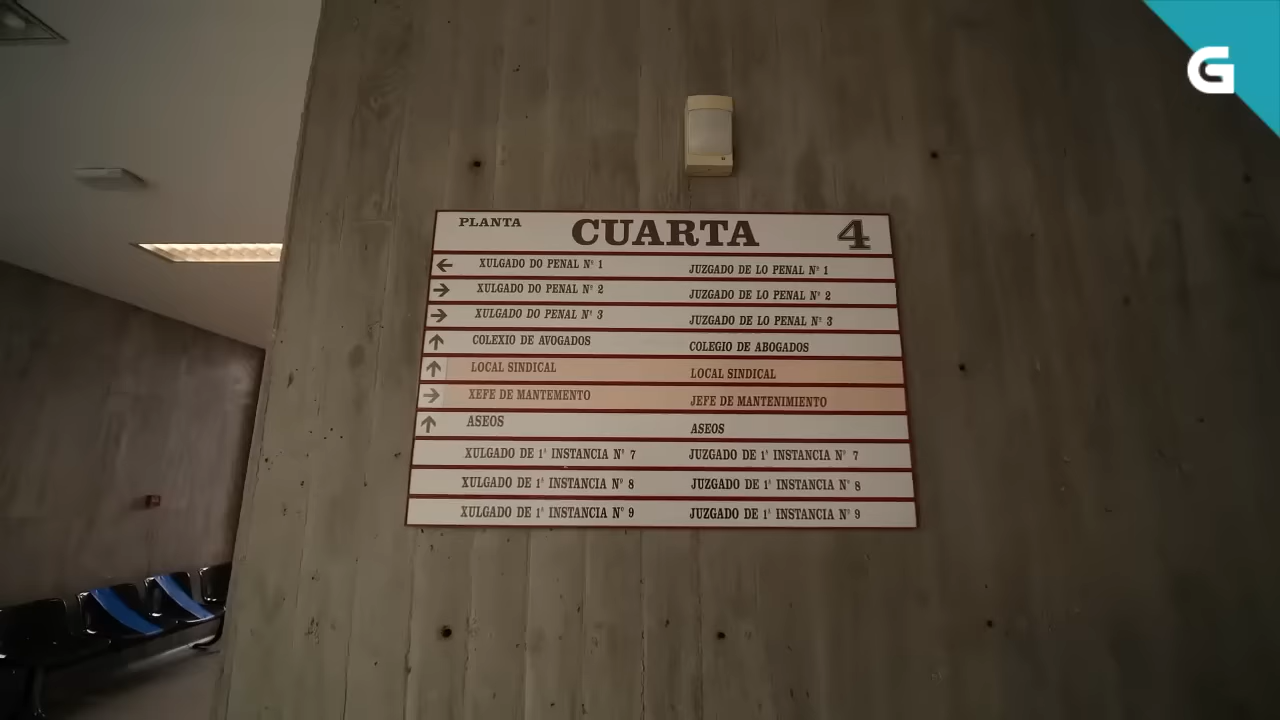 G
PLANTA CUARTA 4
← XULGADO DO PENAL Nº 1 JUZGADO DE LO PENAL Nº 1
→ XULGADO DO PENAL Nº 2 JUZGADO DE LO PENAL Nº 2
→ XULGADO DO PENAL Nº 3 JUZGADO DE LO PENAL Nº 3
↑ COLEXIO DE AVOGADOS COLEGIO DE ABOGADOS
↑ LOCAL SINDICAL LOCAL SINDICAL
→ XEFE DE MANTEMENTO JEFE DE MANTENIMIENTO
↑ ASEOS ASEOS
XULGADO DE 1ª INSTANCIA Nº 7 JUZGADO DE 1ª INSTANCIA Nº 7
XULGADO DE 1ª INSTANCIA Nº 8 JUZGADO DE 1ª INSTANCIA Nº 8
XULGADO DE 1ª INSTANCIA Nº 9 JUZGADO DE 1ª INSTANCIA Nº 9